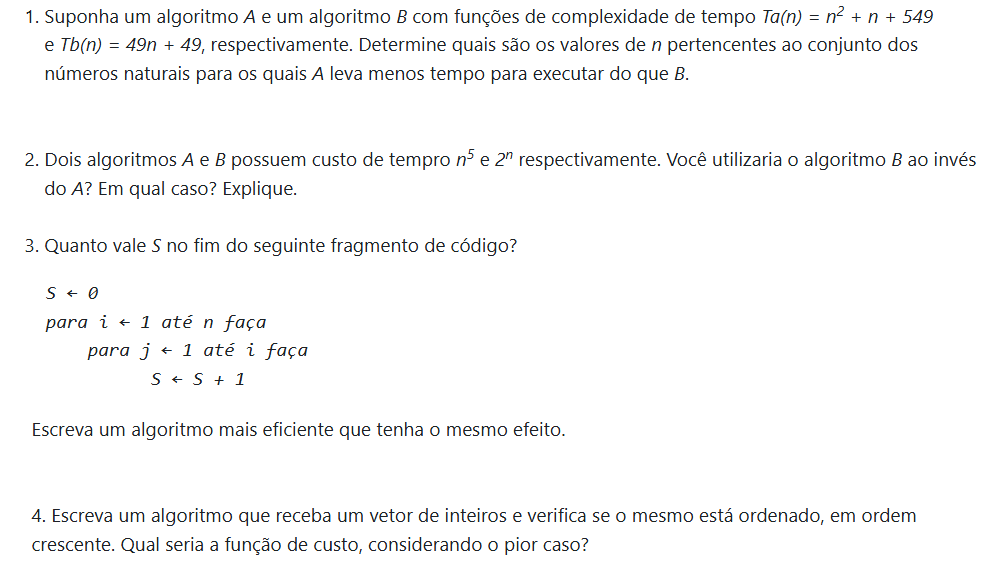 1. Suponha um algoritmo A e um algoritmo B com funções de complexidade de tempo Ta(n) = n² + n + 549
e Tb(n) = 49n + 49, respectivamente. Determine quais são os valores de n pertencentes ao conjunto dos
números naturais para os quais A leva menos tempo para executar do que B.
2. Dois algoritmos A e B possuem custo de tempro n⁵ e 2ⁿ respectivamente. Você utilizaria o algoritmo B ao invés
do A? Em qual caso? Explique.
3. Quanto vale S no fim do seguinte fragmento de código?
S ← 0
para i ← 1 até n faça
para j ← 1 até i faça
S ← S + 1
Escreva um algoritmo mais eficiente que tenha o mesmo efeito.
4. Escreva um algoritmo que receba um vetor de inteiros e verifica se o mesmo está ordenado, em ordem
crescente. Qual seria a função de custo, considerando o pior caso?